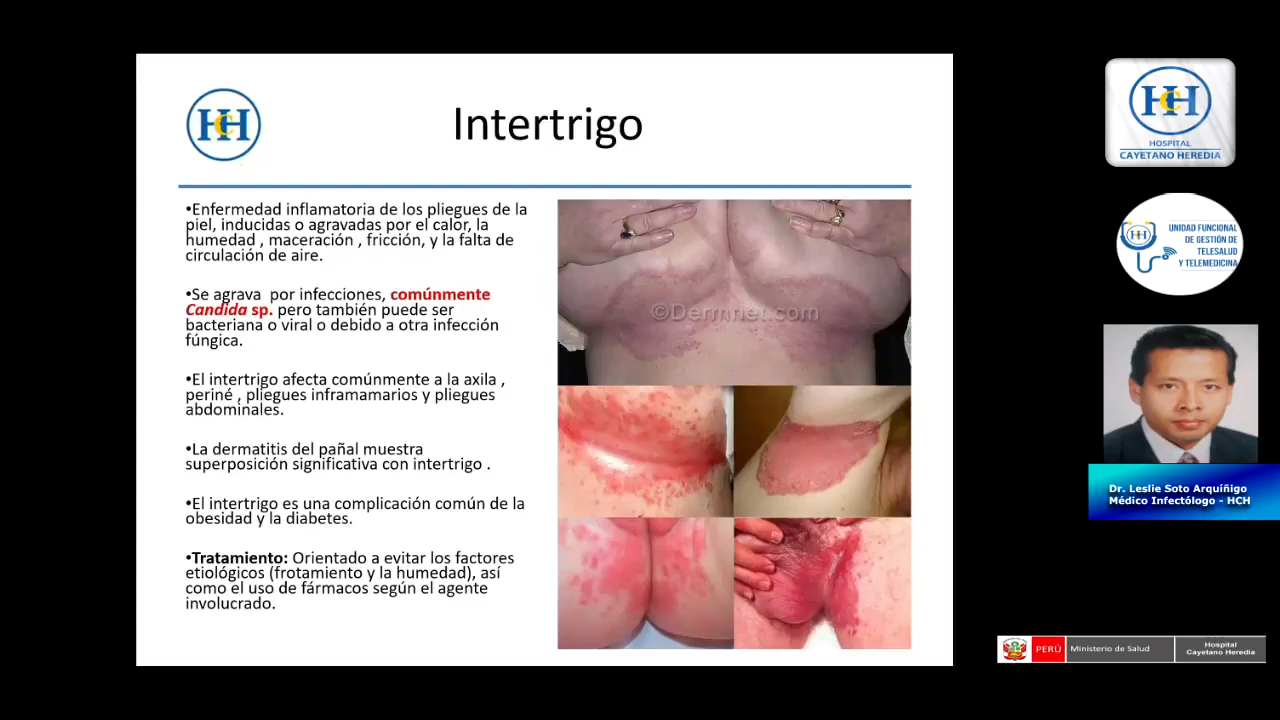 HCH
Intertrigo
•Enfermedad inflamatoria de los pliegues de la
piel, inducidas o agravadas por el calor, la
humedad , maceración , fricción, y la falta de
circulación de aire.
•Se agrava por infecciones, comúnmente
Candida sp. pero también puede ser
bacteriana o viral o debido a otra infección
fúngica.
•El intertrigo afecta comúnmente a la axila ,
periné , pliegues inframamarios y pliegues
abdominales.
•La dermatitis del pañal muestra
superposición significativa con intertrigo .
•El intertrigo es una complicación común de la
obesidad y la diabetes.
•Tratamiento: Orientado a evitar los factores
etiológicos (frotamiento y la humedad), así
como el uso de fármacos según el agente
involucrado.
©Dermnet.com
HCH
HOSPITAL
CAYETANO HEREDIA
HCH
UNIDAD FUNCIONAL
DE GESTIÓN DE
TELESALUD
Y TELEMEDICINA
Dr. Leslie Soto Arquíñigo
Médico Infectólogo - HCH
PERÚ
Ministerio de Salud
Hospital
Cayetano Heredia